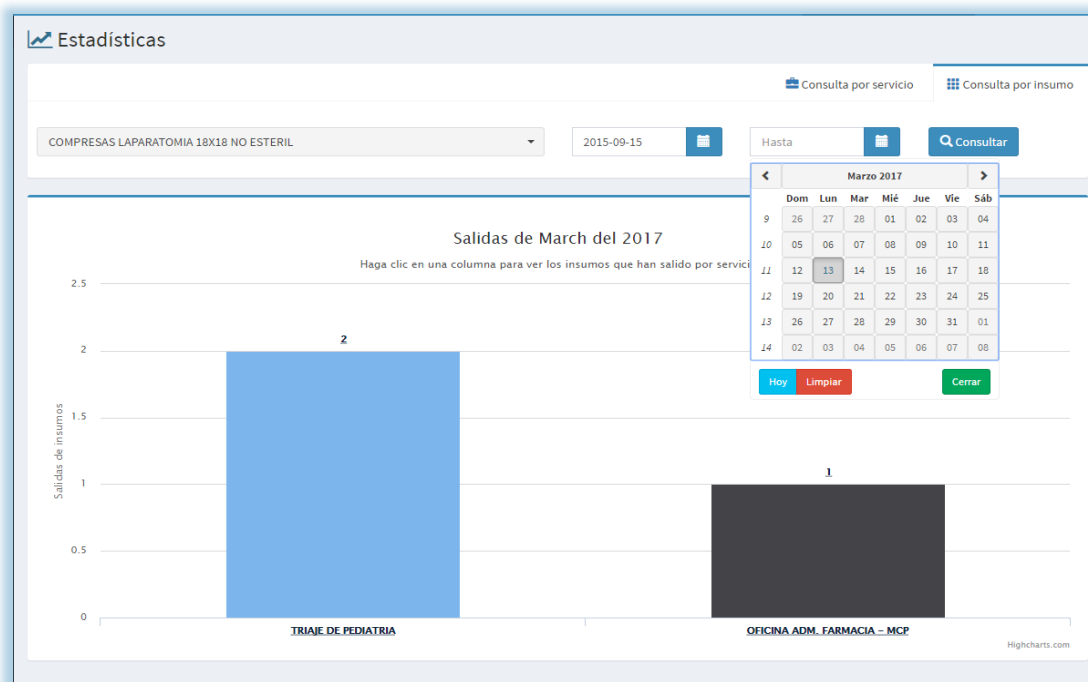 Estadísticas
Consulta por servicio
Consulta por insumo
COMPRESAS LAPARATOMIA 18X18 NO ESTERIL
2015-09-15
Hasta
Consultar
Marzo 2017
Dom Lun Mar Mié Jue Vie Sáb
9 26 27 28 01 02 03 04
10 05 06 07 08 09 10 11
11 12 13 14 15 16 17 18
12 19 20 21 22 23 24 25
13 26 27 28 29 30 31 01
14 02 03 04 05 06 07 08
Hoy Limpiar Cerrar
Salidas de March del 2017
Haga clic en una columna para ver los insumos que han salido por servici
Salidas de insumos
2.5
2
1.5
1
0.5
0
2
1
TRIAJE DE PEDIATRIA
OFICINA ADM. FARMACIA – MCP
Highcharts.com